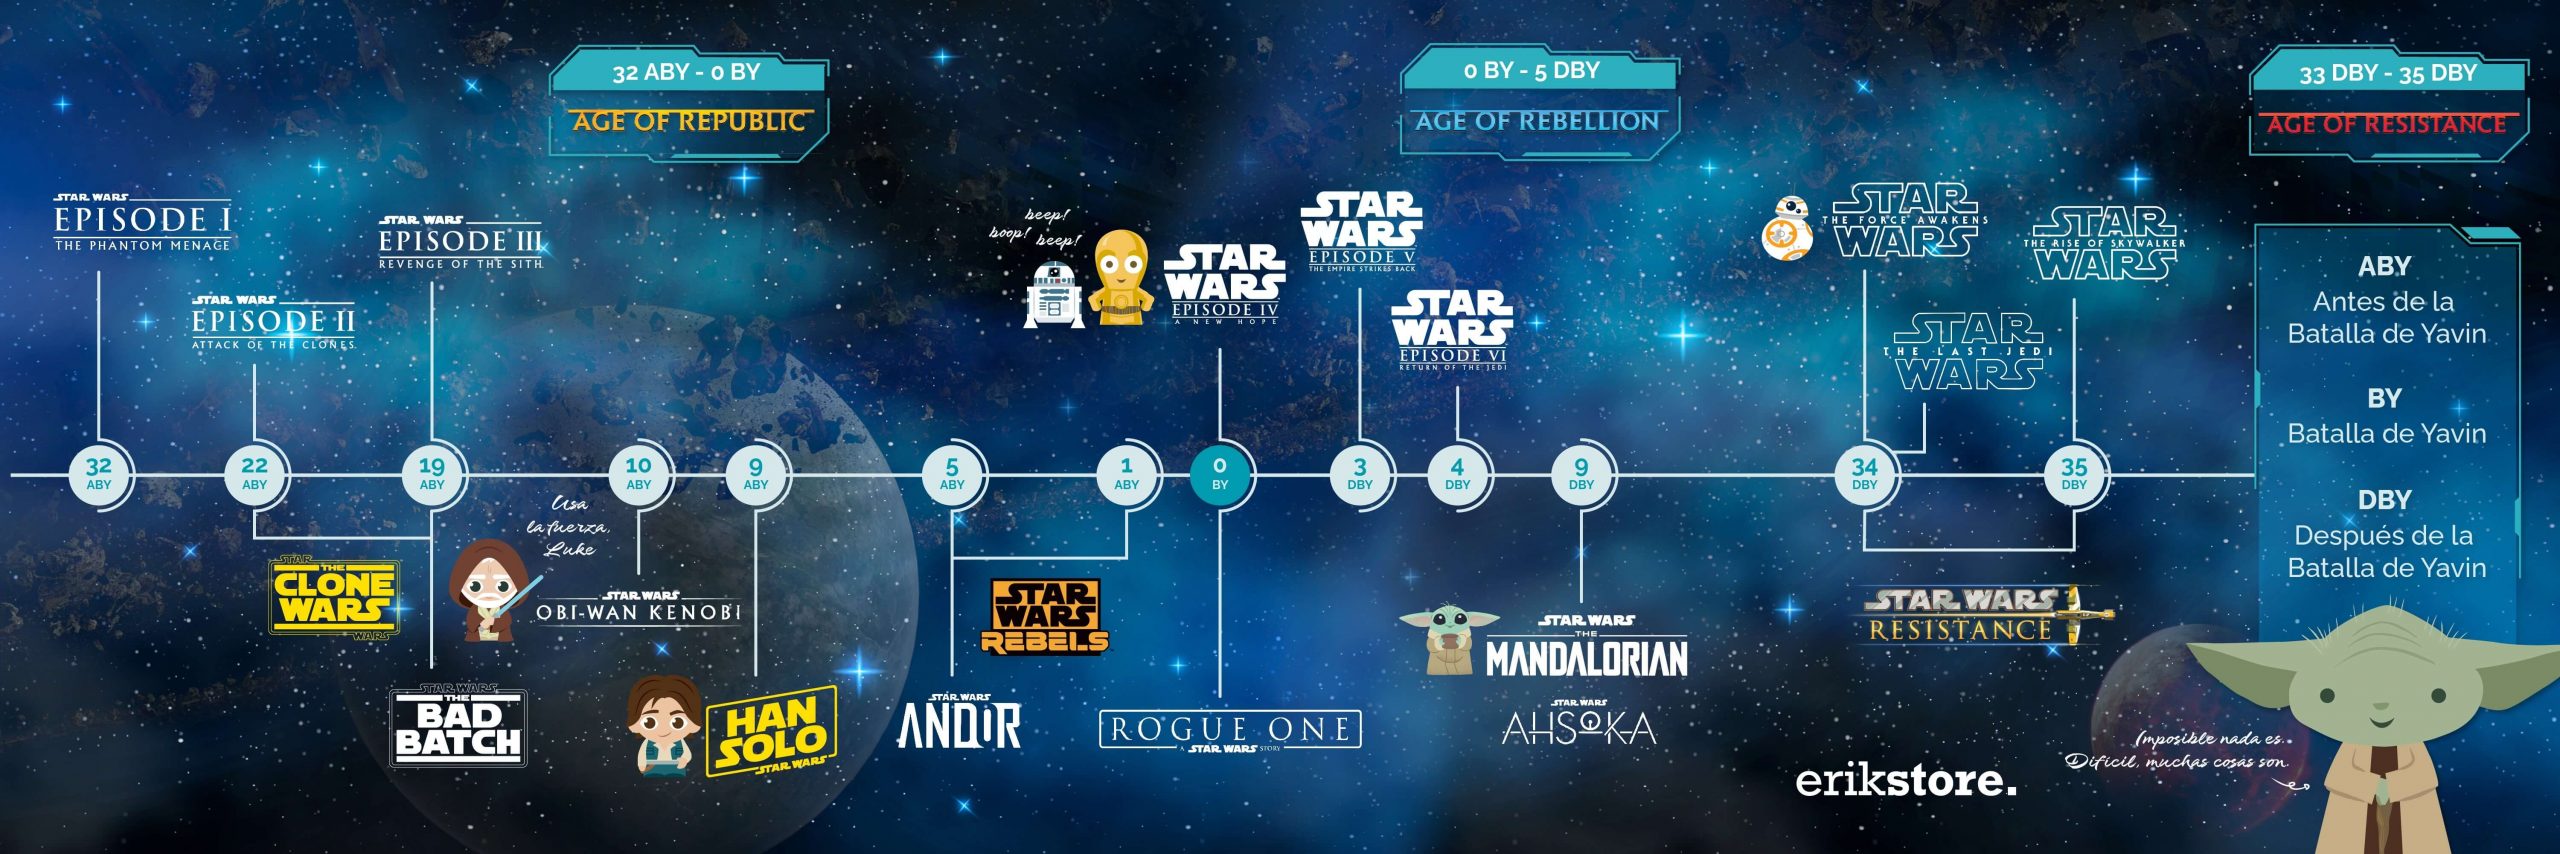 32 ABY - 0 BY
AGE OF REPUBLIC
0 BY - 5 DBY
AGE OF REBELLION
33 DBY - 35 DBY
AGE OF RESISTANCE
STAR WARS
EPISODE I
THE PHANTOM MENAGE
STAR WARS
EPISODE II
ATTACK OF THE CLONES
STAR WARS
EPISODE III
REVENGE OF THE SITH
beep!
boop! beep!
STAR
WARS
EPISODE IV
A NEW HOPE
STAR
WARS
EPISODE V
THE EMPIRE STRIKES BACK
STAR
WARS
EPISODE VI
RETURN OF THE JEDI
STAR
THE FORCE AWAKENS
WARS
STAR
THE LAST JEDI
WARS
STAR
THE RISE OF SKYWALKER
WARS
32
ABY
22
ABY
19
ABY
10
ABY
9
ABY
5
ABY
1
ABY
0
BY
3
DBY
4
DBY
9
DBY
34
DBY
35
DBY
STAR
THE
CLONE
WARS
WARS
STAR WARS
THE
BAD
BATCH
Usa
la fuerza,
Luke
STAR WARS
OBI-WAN KENOBI
HAN
SOLO
STAR WARS
STAR WARS
ANDOR
STAR
WARS
REBELS
ROGUE ONE
A STAR WARS STORY
STAR WARS
THE
MANDALORIAN
STAR WARS
AHSOKA
STAR WARS
RESISTANCE
ABY
Antes de la
Batalla de Yavin
BY
Batalla de Yavin
DBY
Después de la
Batalla de Yavin
Imposible nada es.
Difícil, muchas cosas son.
erikstore.